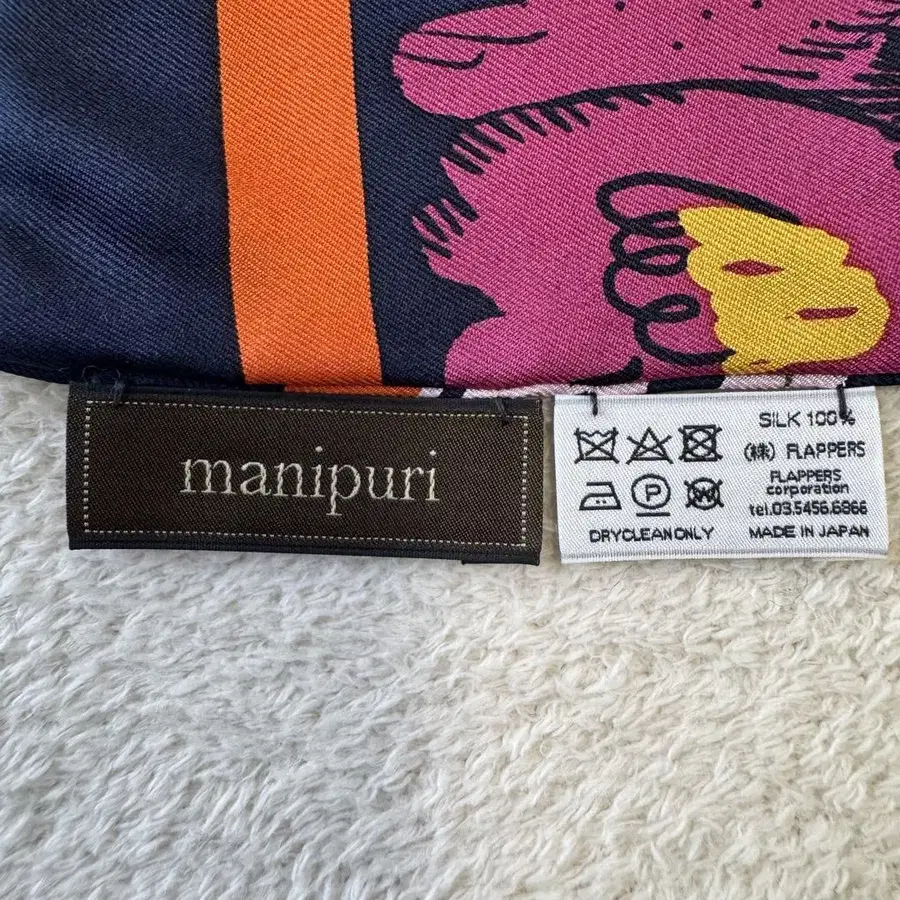 manipuri
SILK 100%
(株) FLAPPERS
FLAPPERS
corporation
tel.03.5456.6866
P W
DRYCLEAN ONLY
MADE IN JAPAN